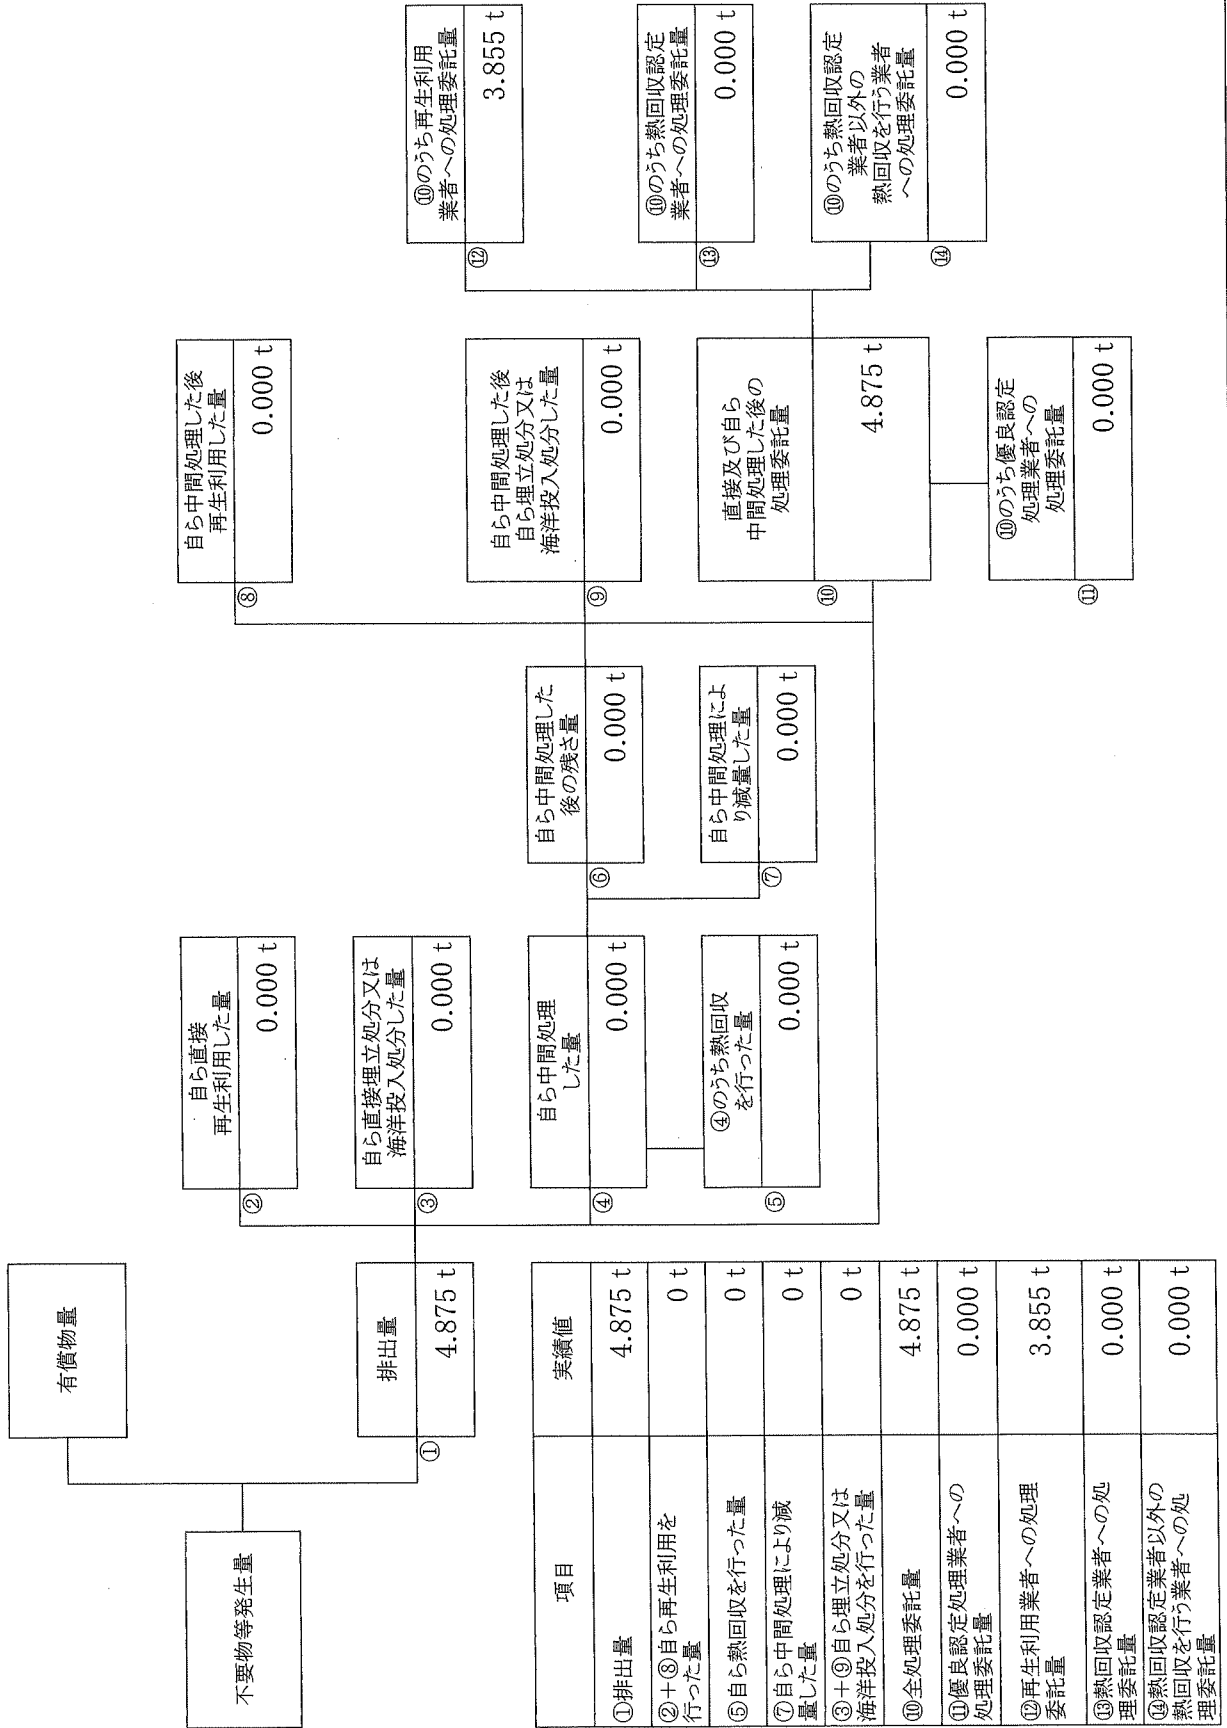 不要物等発生量
有償物量
①
排出量
4.875 t
②
自ら直接
再生利用した量
0.000 t
③
自ら直接埋立処分又は
海洋投入処分した量
0.000 t
④
自ら中間処理
した量
0.000 t
⑤
④のうち熱回収
を行った量
0.000 t
⑥
自ら中間処理した
後の残さ量
0.000 t
⑦
自ら中間処理によ
り減量した量
0.000 t
⑧
自ら中間処理した後
再生利用した量
0.000 t
⑨
自ら中間処理した後
自ら埋立処分又は
海洋投入処分した量
0.000 t
⑩
直接及び自ら
中間処理した後の
処理委託量
4.875 t
⑪
⑩のうち優良認定
処理業者への
処理委託量
0.000 t
⑫
⑩のうち再生利用
業者への処理委託量
3.855 t
⑬
⑩のうち熱回収認定
業者への処理委託量
0.000 t
⑭
⑩のうち熱回収認定
業者以外の
熱回収を行う業者
への処理委託量
0.000 t
項目
実績値
①排出量
4.875 t
②+⑧自ら再生利用を
行った量
0 t
⑤自ら熱回収を行った量
0 t
⑦自ら中間処理により減
量した量
0 t
③+⑨自ら埋立処分又は
海洋投入処分を行った量
0 t
⑩全処理委託量
4.875 t
⑪優良認定処理業者への
処理委託量
0.000 t
⑫再生利用業者への処理
委託量
3.855 t
⑬熱回収認定業者への処
理委託量
0.000 t
⑭熱回収認定業者以外の
熱回収を行う業者への処
理委託量
0.000 t